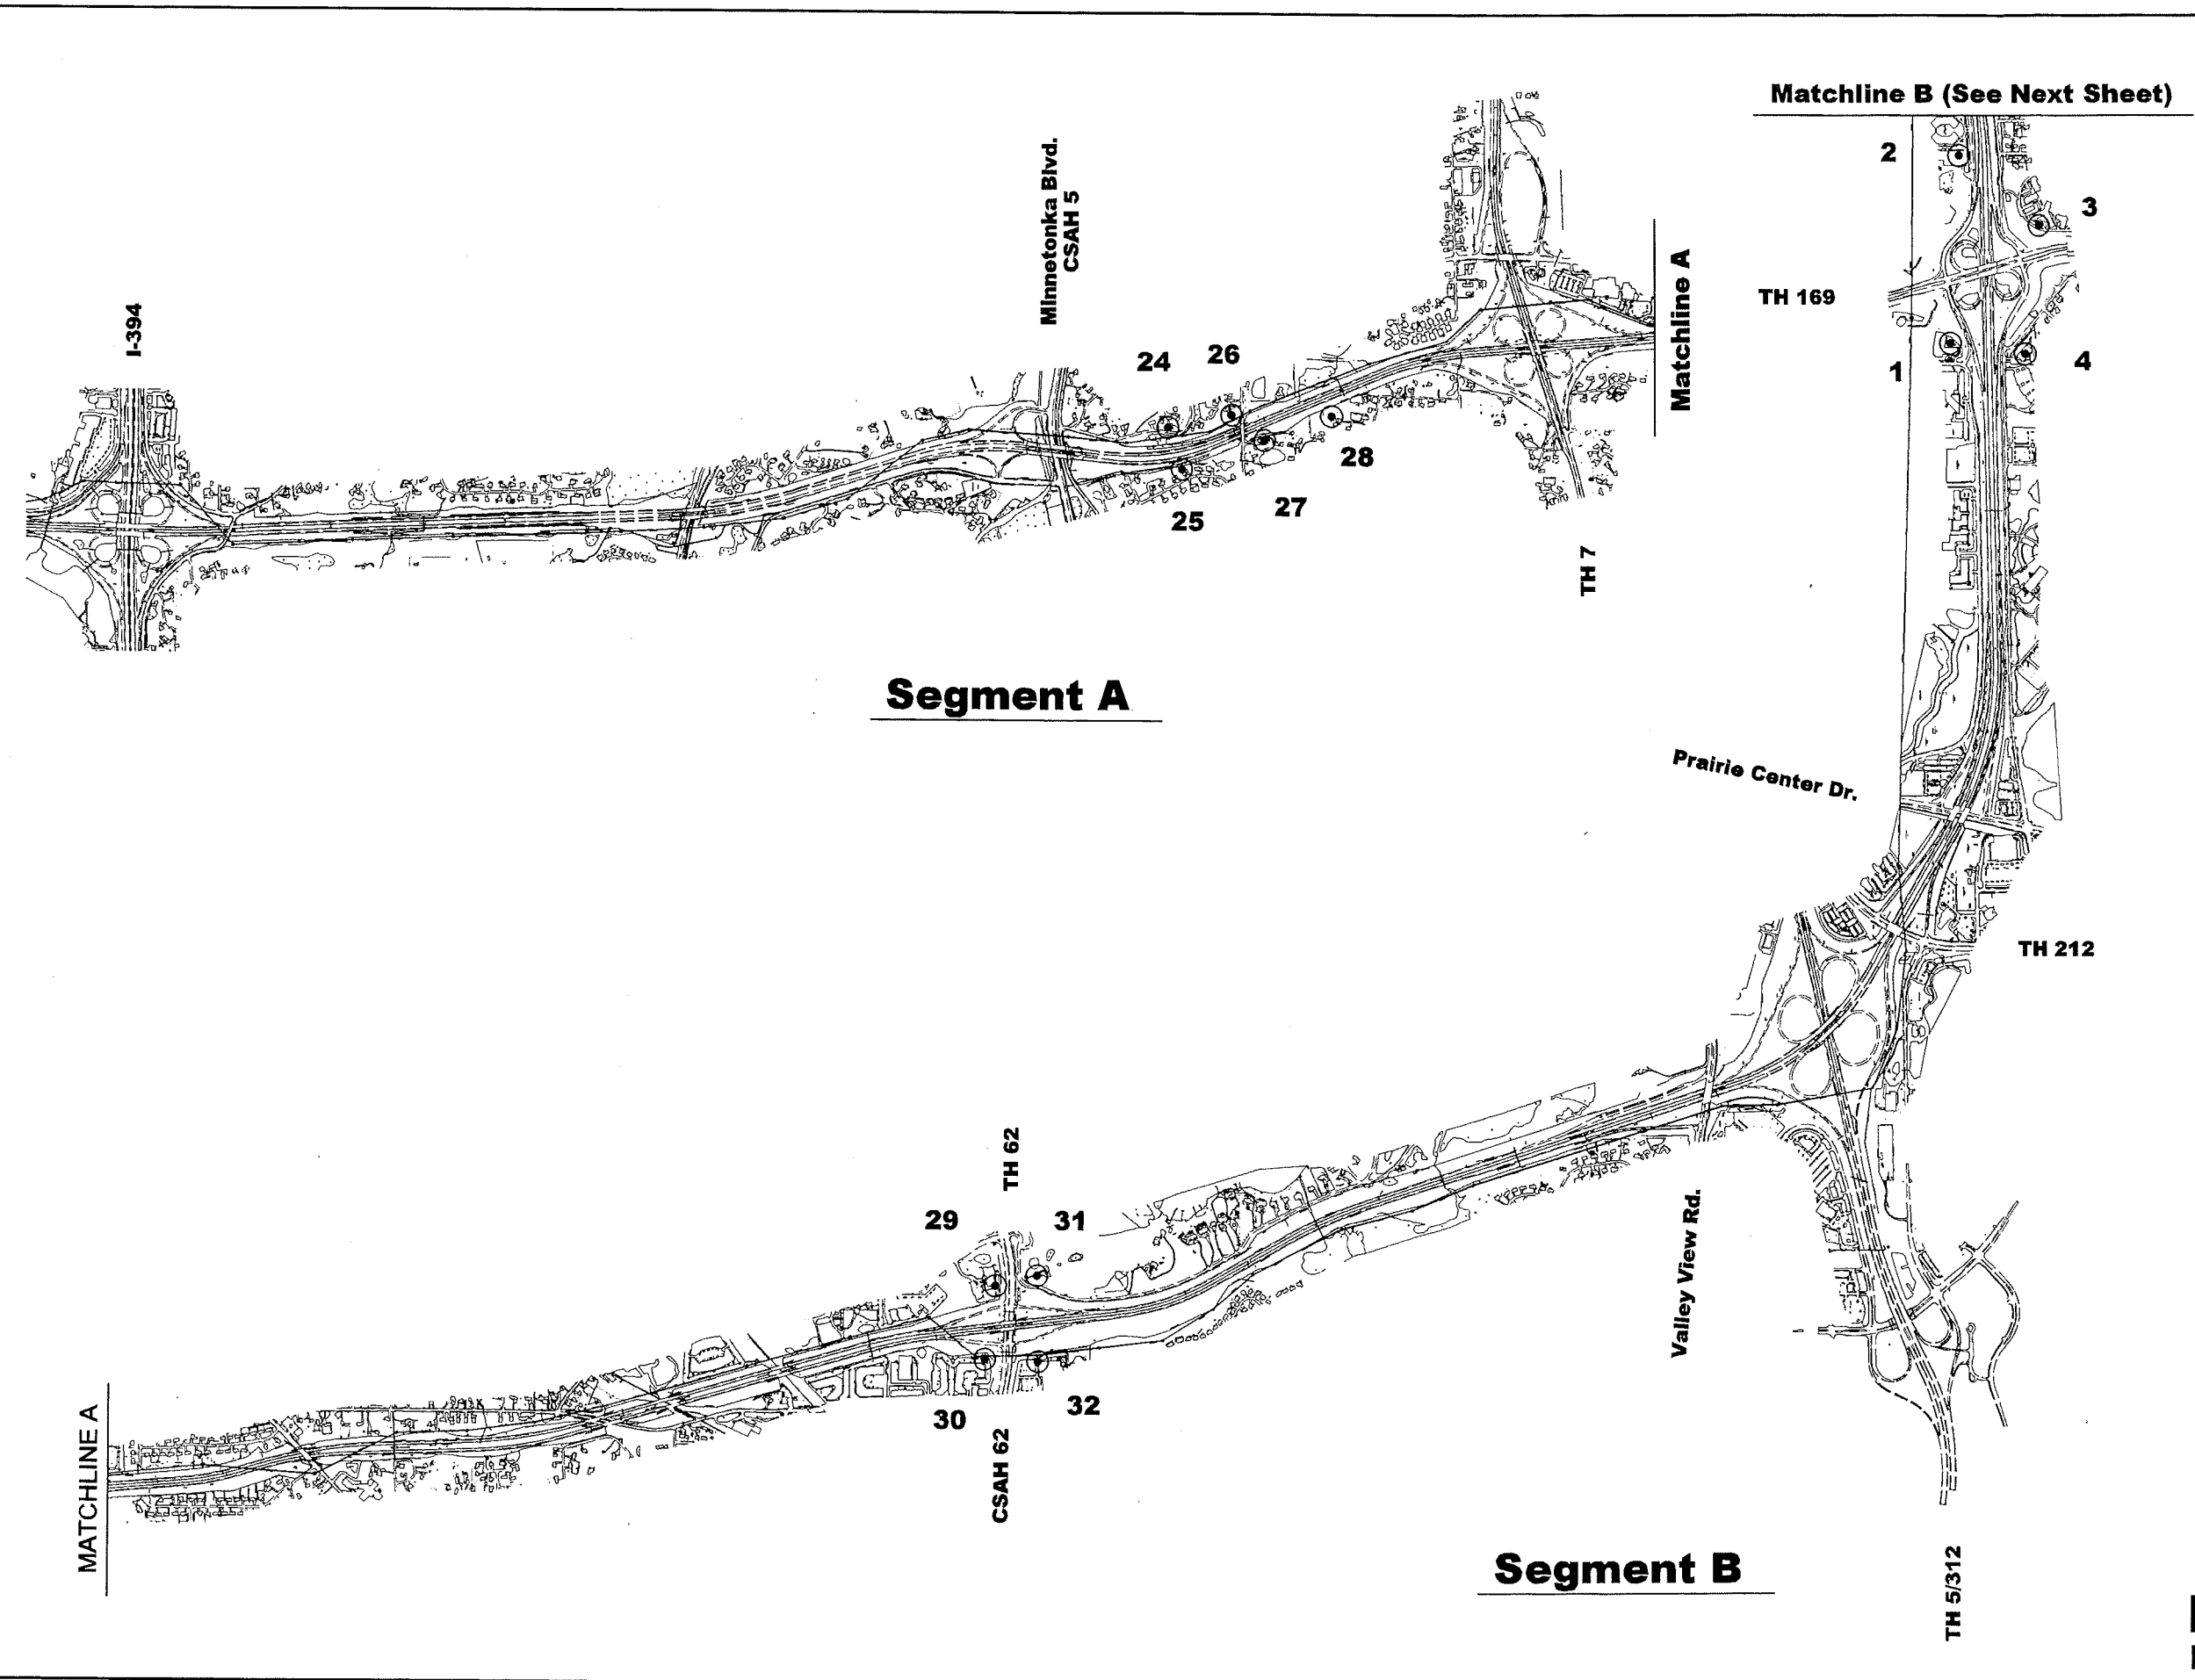 Matchline B (See Next Sheet)
2
3
Minnetonka Blvd.
CSAH 5
Matchline A
TH 169
I-394
24
26
1
4
28
27
25
TH 7
Segment A
Prairie Center Dr.
TH 212
TH 62
29
31
Valley View Rd.
30
32
MATCHLINE A
CSAH 62
Segment B
TH 5/312